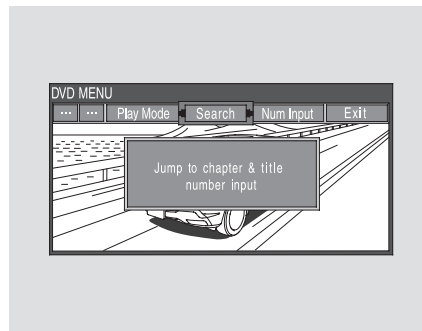 DVD MENU
··· ··· Play Mode Search Num Input Exit
Jump to chapter & title
number input